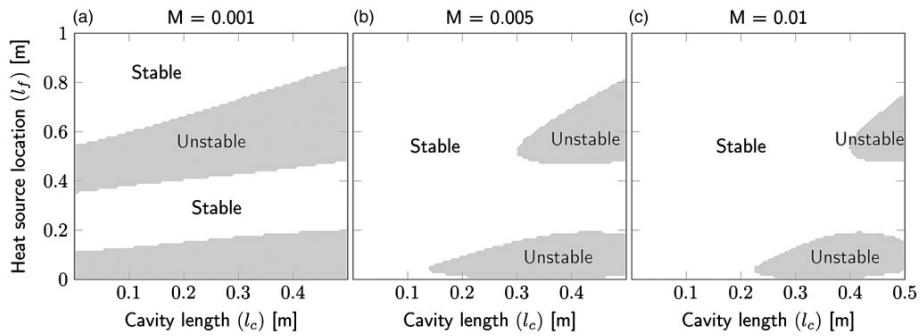 (a) M = 0.001
(b) M = 0.005
(c) M = 0.01
Heat source location (l_f) [m]
1
0.8
0.6
0.4
0.2
0
Stable
Unstable
Stable
0.1 0.2 0.3 0.4
Cavity length (l_c) [m]
Stable
Unstable
Unstable
0.1 0.2 0.3 0.4
Cavity length (l_c) [m]
Stable
Unstable
Unstable
0.1 0.2 0.3 0.4 0.5
Cavity length (l_c) [m]